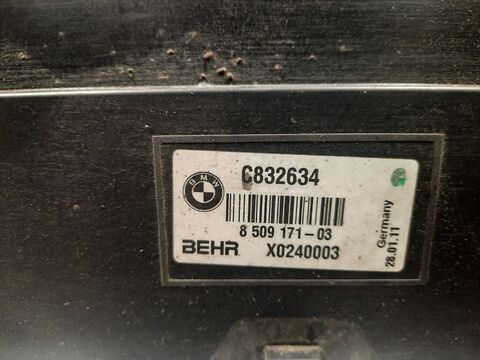 BMW
C832634
8 509 171-03
BEHR X0240003
Germany
28.01.11